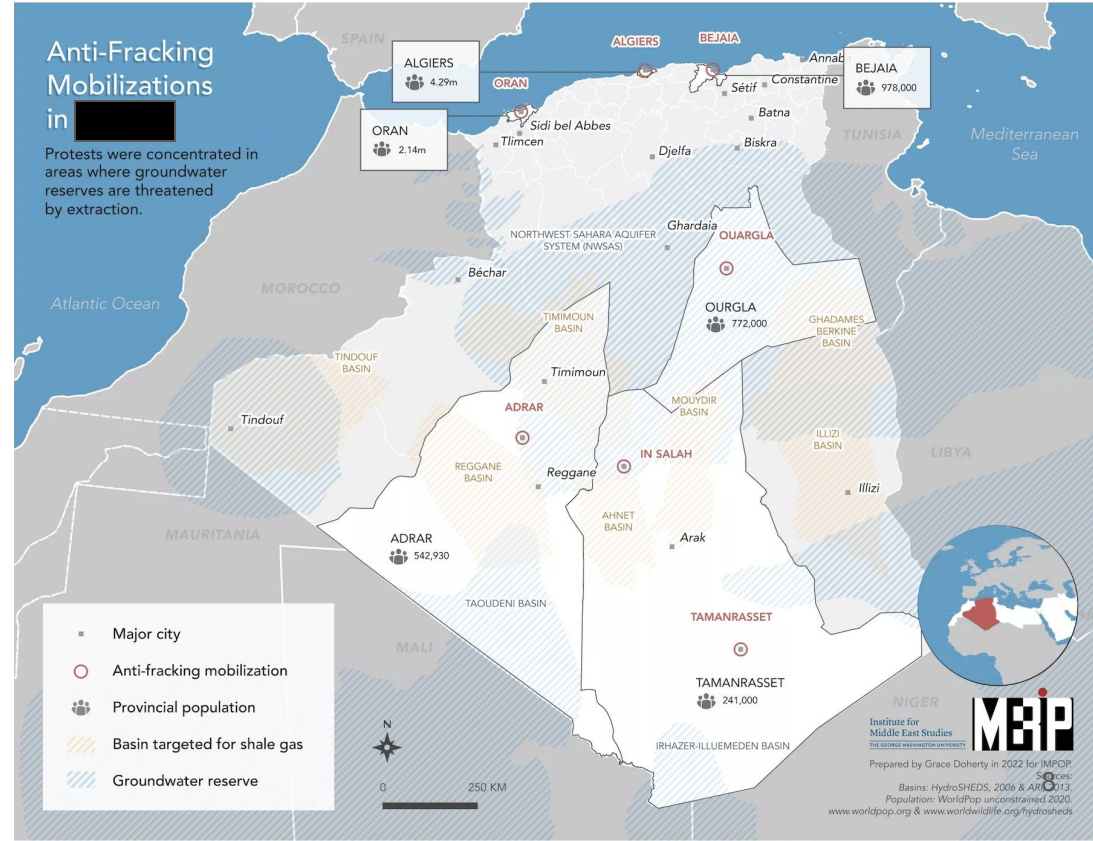 Anti-Fracking
Mobilizations
in
Protests were concentrated in
areas where groundwater
reserves are threatened
by extraction.
SPAIN
ALGIERS
4.29m
ALGIERS
BEJAIA
BEJAIA
978,000
ORAN
ORAN
2.14m
Annab
Constantine
Sétif
Sidi bel Abbes
Tlimcen
Batna
Djelfa
Biskra
TUNISIA
Mediterranean
Sea
Ghardaia
NORTHWEST SAHARA AQUIFER
SYSTEM (NWSAS)
OUARGLA
Béchar
MOROCCO
Atlantic Ocean
OURGLA
772,000
TIMIMOUN
BASIN
GHADAMES
BERKINE
BASIN
TINDOUF
BASIN
Timimoun
Tindouf
ADRAR
MOUYDIR
BASIN
ILLIZI
BASIN
LIBYA
IN SALAH
REGGANE
BASIN
Reggane
Illizi
AHNET
BASIN
Arak
MAURITANIA
ADRAR
542,930
TAOUDENI BASIN
TAMANRASSET
TAMANRASSET
241,000
MALI
NIGER
IRHAZER-ILLUEMEDEN BASIN
Major city
Anti-fracking mobilization
Provincial population
Basin targeted for shale gas
Groundwater reserve
N
0 250 KM
Institute for
Middle East Studies
THE GEORGE WASHINGTON UNIVERSITY
MERIP
Prepared by Grace Doherty in 2022 for IMPOP.
8
Basins: HydroSHEDS, 2006 & ARI, 2013.
Population: WorldPop unconstrained 2020.
www.worldpop.org & www.worldwildlife.org/hydrosheds